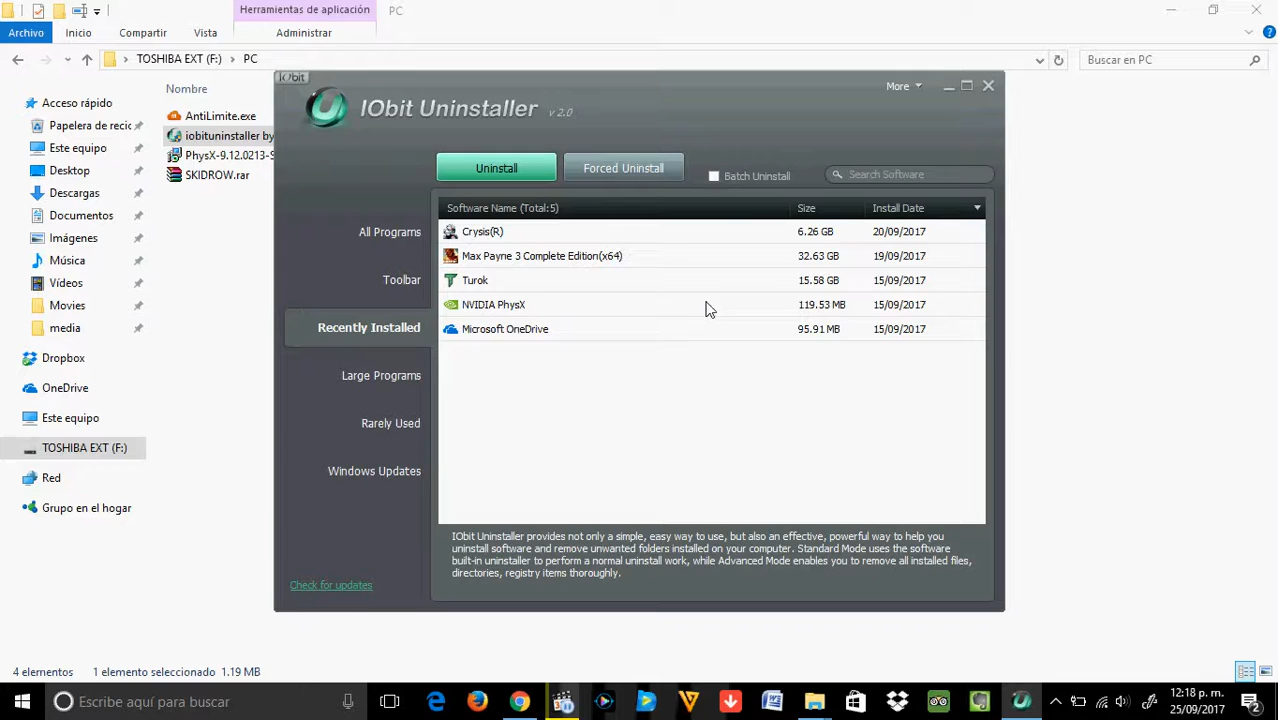 Herramientas de aplicación
PC
Archivo
Inicio
Compartir
Vista
Administrar
TOSHIBA EXT (F:) > PC
Buscar en PC
Nombre
Acceso rápido
Papelera de recic
Este equipo
Desktop
Descargas
Documentos
Imágenes
Música
Vídeos
Movies
media
Dropbox
OneDrive
Este equipo
TOSHIBA EXT (F:)
Red
Grupo en el hogar
AntiLimite.exe
iobituninstaller by
PhysX-9.12.0213-S
SKIDROW.rar
IObit
IObit Uninstaller v 2.0
More
Uninstall
Forced Uninstall
Batch Uninstall
Search Software
All Programs
Toolbar
Recently Installed
Large Programs
Rarely Used
Windows Updates
Check for updates
Software Name (Total:5) Size Install Date
Crysis(R) 6.26 GB 20/09/2017
Max Payne 3 Complete Edition(x64) 32.63 GB 19/09/2017
Turok 15.58 GB 15/09/2017
NVIDIA PhysX 119.53 MB 15/09/2017
Microsoft OneDrive 95.91 MB 15/09/2017
IObit Uninstaller provides not only a simple, easy way to use, but also an effective, powerful way to help you
uninstall software and remove unwanted folders installed on your computer. Standard Mode uses the software
built-in uninstaller to perform a normal uninstall work, while Advanced Mode enables you to remove all installed files,
directories, registry items thoroughly.
4 elementos 1 elemento seleccionado 1.19 MB
Escribe aquí para buscar
12:18 p. m.
25/09/2017
2